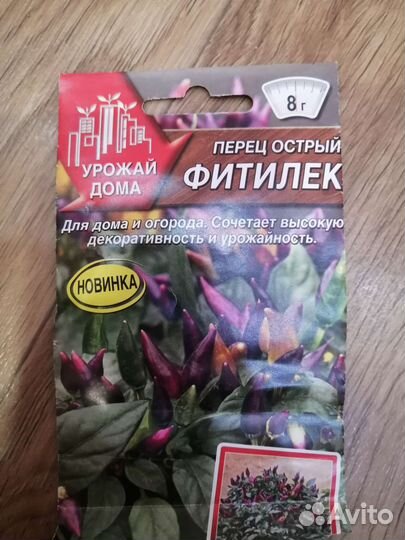 8 г
УРОЖАЙ
ДОМА
ПЕРЕЦ ОСТРЫЙ
ФИТИЛЕК
Для дома и огорода. Сочетает высокую
декоративность и урожайность.
НОВИНКА
Avito